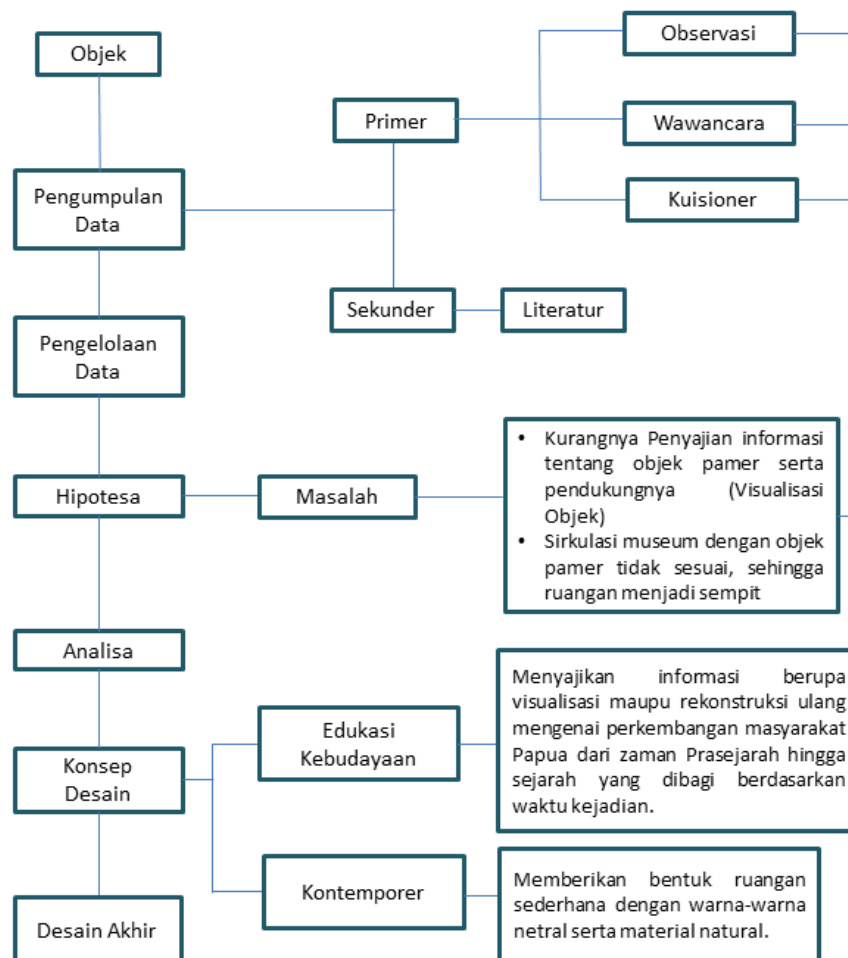 Objek
Observasi
Primer
Wawancara
Pengumpulan
Data
Kuisioner
Sekunder
Literatur
Pengelolaan
Data
Hipotesa
Masalah
• Kurangnya Penyajian informasi
tentang objek pamer serta
pendukungnya (Visualisasi
Objek)
• Sirkulasi museum dengan objek
pamer tidak sesuai, sehingga
ruangan menjadi sempit
Analisa
Konsep
Desain
Edukasi
Kebudayaan
Menyajikan informasi berupa
visualisasi maupu rekonstruksi ulang
mengenai perkembangan masyarakat
Papua dari zaman Prasejarah hingga
sejarah yang dibagi berdasarkan
waktu kejadian.
Kontemporer
Memberikan bentuk ruangan
sederhana dengan warna-warna
netral serta material natural.
Desain Akhir